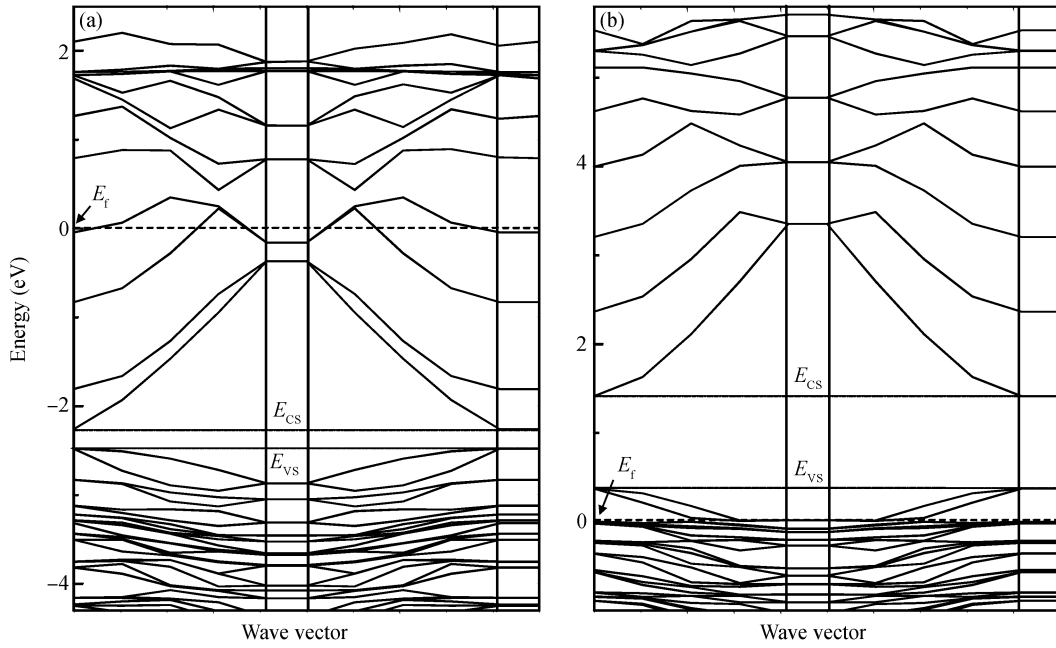 (a)
(b)
2
0
−2
−4
4
2
0
E_f
E_CS
E_VS
E_f
E_CS
E_VS
Energy (eV)
Wave vector
Wave vector